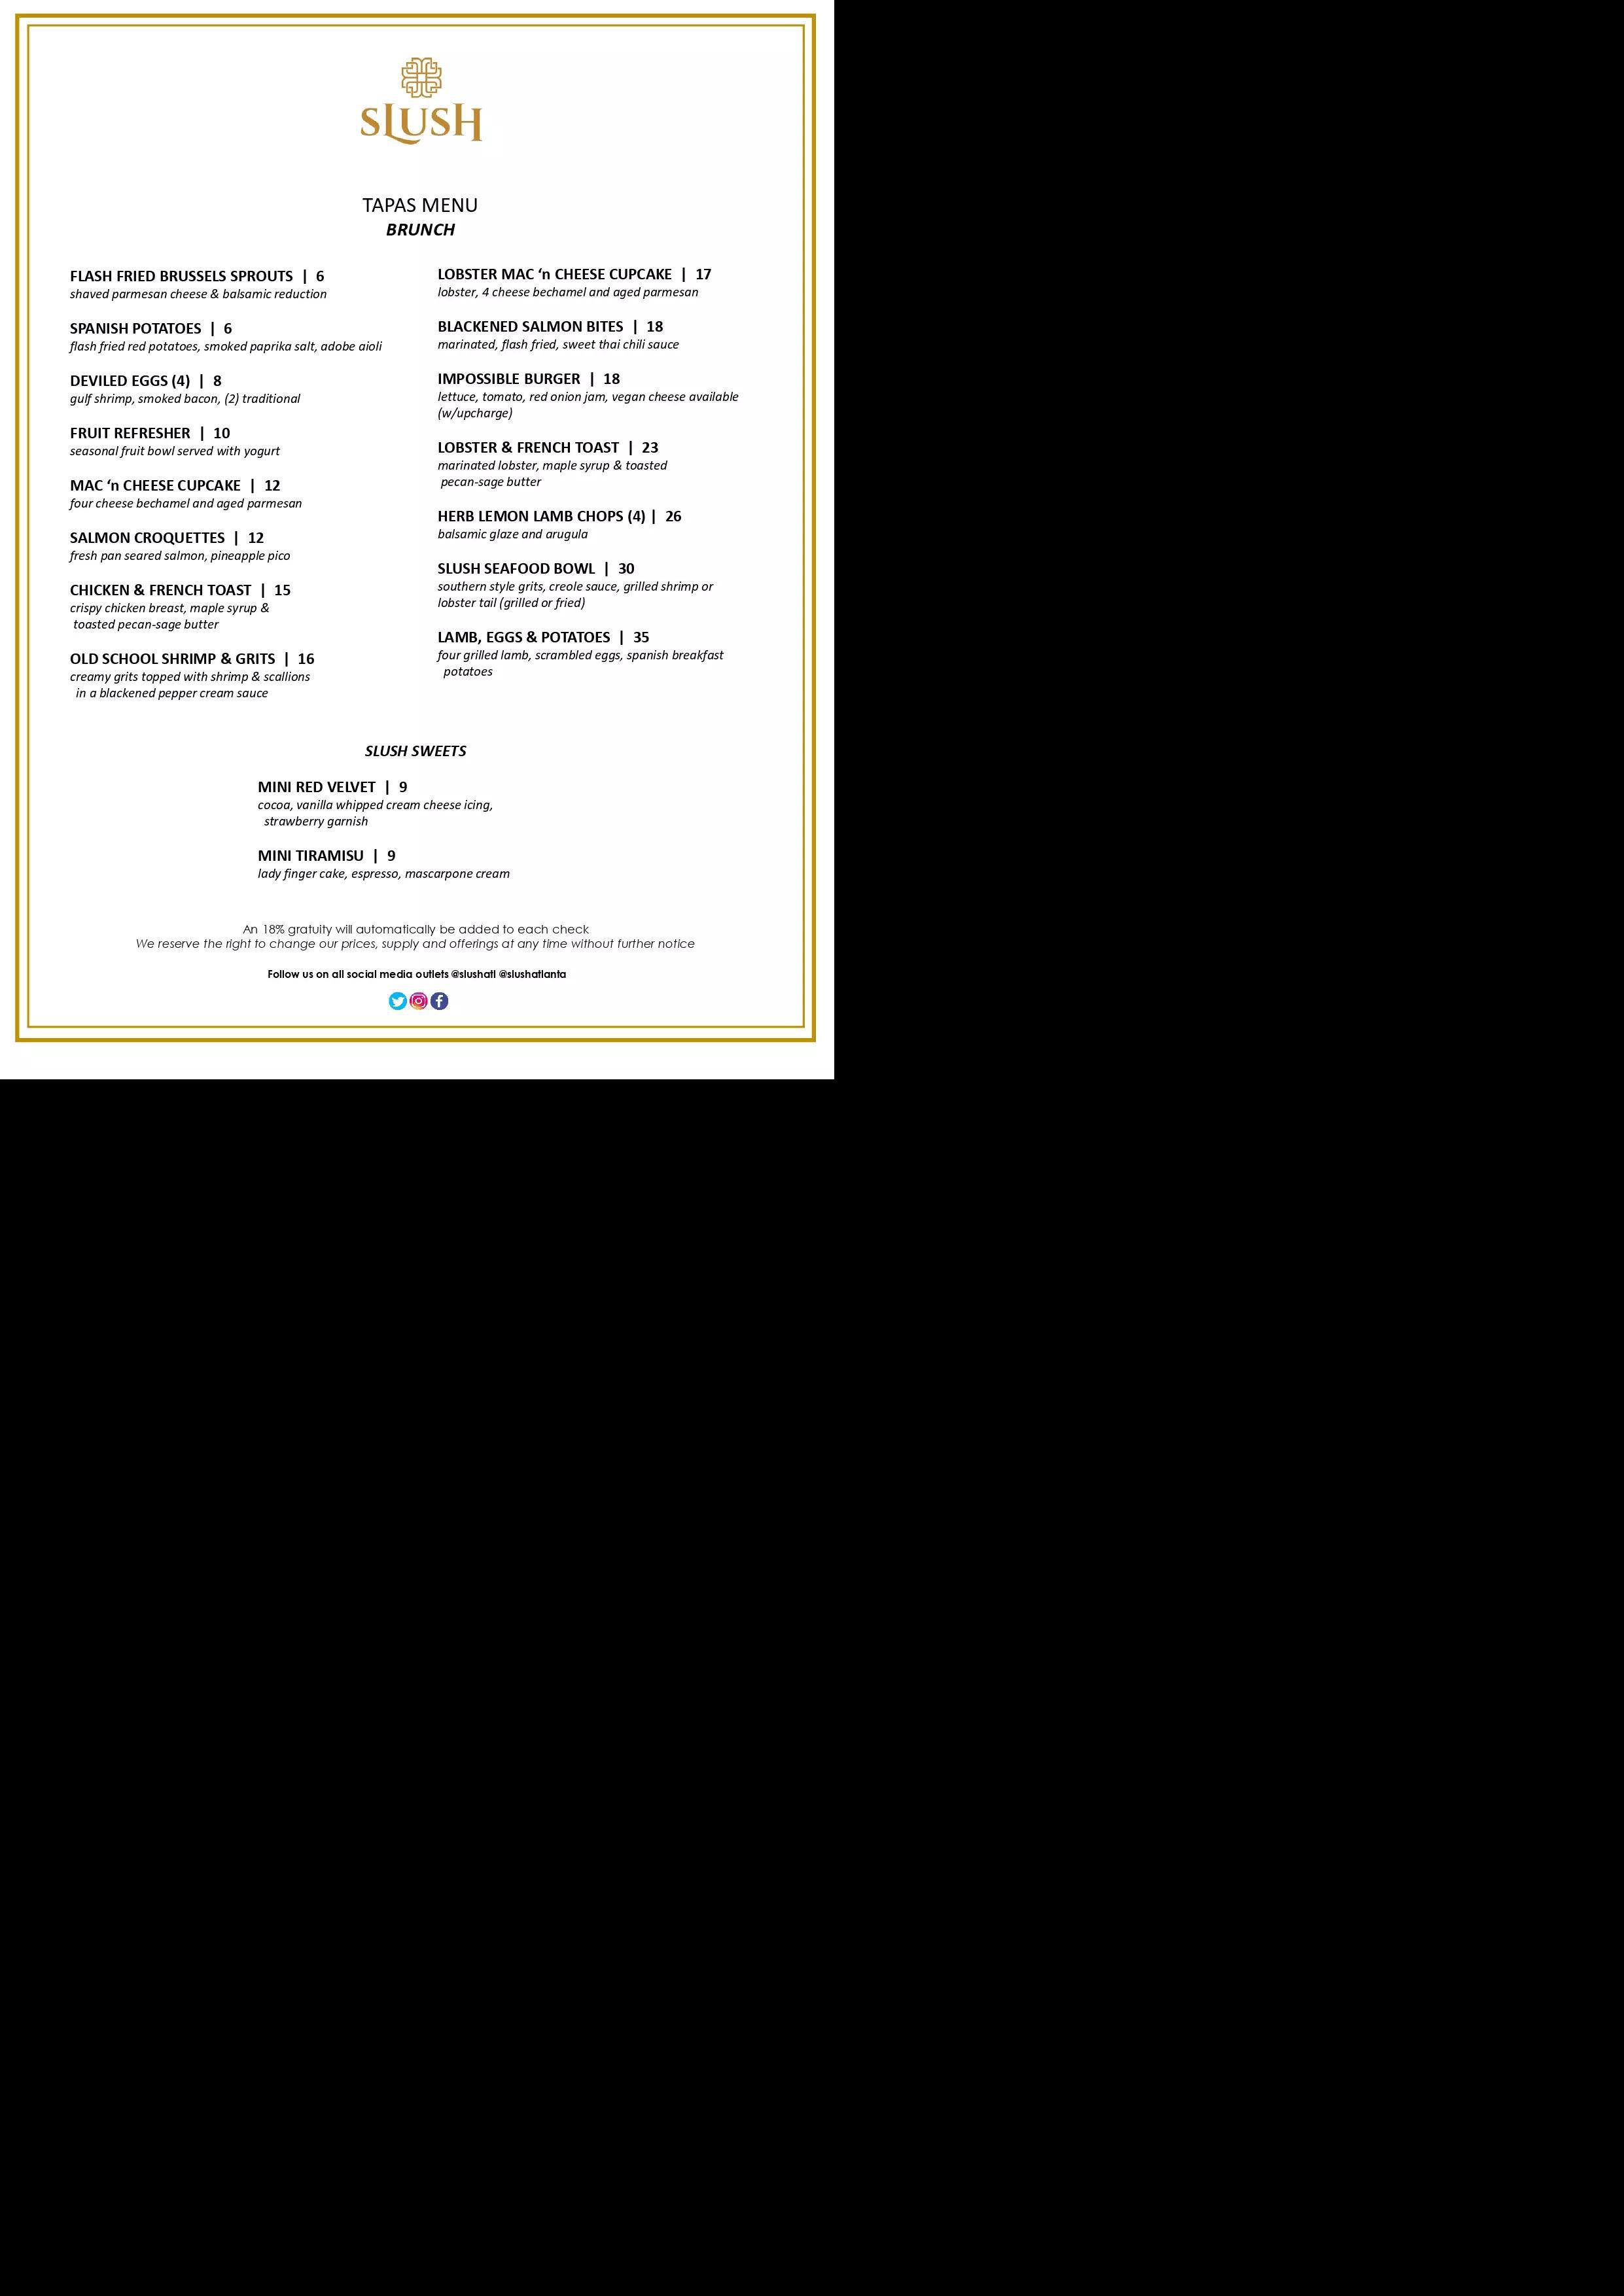 SLUSH
TAPAS MENU
BRUNCH
FLASH FRIED BRUSSELS SPROUTS | 6
shaved parmesan cheese & balsamic reduction
SPANISH POTATOES | 6
flash fried red potatoes, smoked paprika salt, adobe aioli
DEVILED EGGS (4) | 8
gulf shrimp, smoked bacon, (2) traditional
FRUIT REFRESHER | 10
seasonal fruit bowl served with yogurt
MAC ‘n CHEESE CUPCAKE | 12
four cheese bechamel and aged parmesan
SALMON CROQUETTES | 12
fresh pan seared salmon, pineapple pico
CHICKEN & FRENCH TOAST | 15
crispy chicken breast, maple syrup &
toasted pecan-sage butter
OLD SCHOOL SHRIMP & GRITS | 16
creamy grits topped with shrimp & scallions
in a blackened pepper cream sauce
LOBSTER MAC ‘n CHEESE CUPCAKE | 17
lobster, 4 cheese bechamel and aged parmesan
BLACKENED SALMON BITES | 18
marinated, flash fried, sweet thai chili sauce
IMPOSSIBLE BURGER | 18
lettuce, tomato, red onion jam, vegan cheese available
(w/upcharge)
LOBSTER & FRENCH TOAST | 23
marinated lobster, maple syrup & toasted
pecan-sage butter
HERB LEMON LAMB CHOPS (4) | 26
balsamic glaze and arugula
SLUSH SEAFOOD BOWL | 30
southern style grits, creole sauce, grilled shrimp or
lobster tail (grilled or fried)
LAMB, EGGS & POTATOES | 35
four grilled lamb, scrambled eggs, spanish breakfast
potatoes
SLUSH SWEETS
MINI RED VELVET | 9
cocoa, vanilla whipped cream cheese icing,
strawberry garnish
MINI TIRAMISU | 9
lady finger cake, espresso, mascarpone cream
An 18% gratuity will automatically be added to each check
We reserve the right to change our prices, supply and offerings at any time without further notice
Follow us on all social media outlets @slushatl @slushatlanta